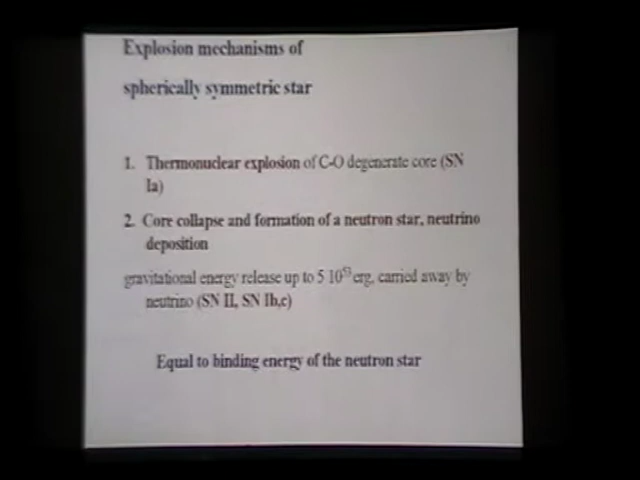 Explosion mechanisms of
spherically symmetric star
1. Thermonuclear explosion of C-O degenerate core (SN
Ia)
2. Core collapse and formation of a neutron star, neutrino
deposition
gravitational energy release up to 5 10⁵³ erg, carried away by
neutrino (SN II, SN Ib,c)
Equal to binding energy of the neutron star